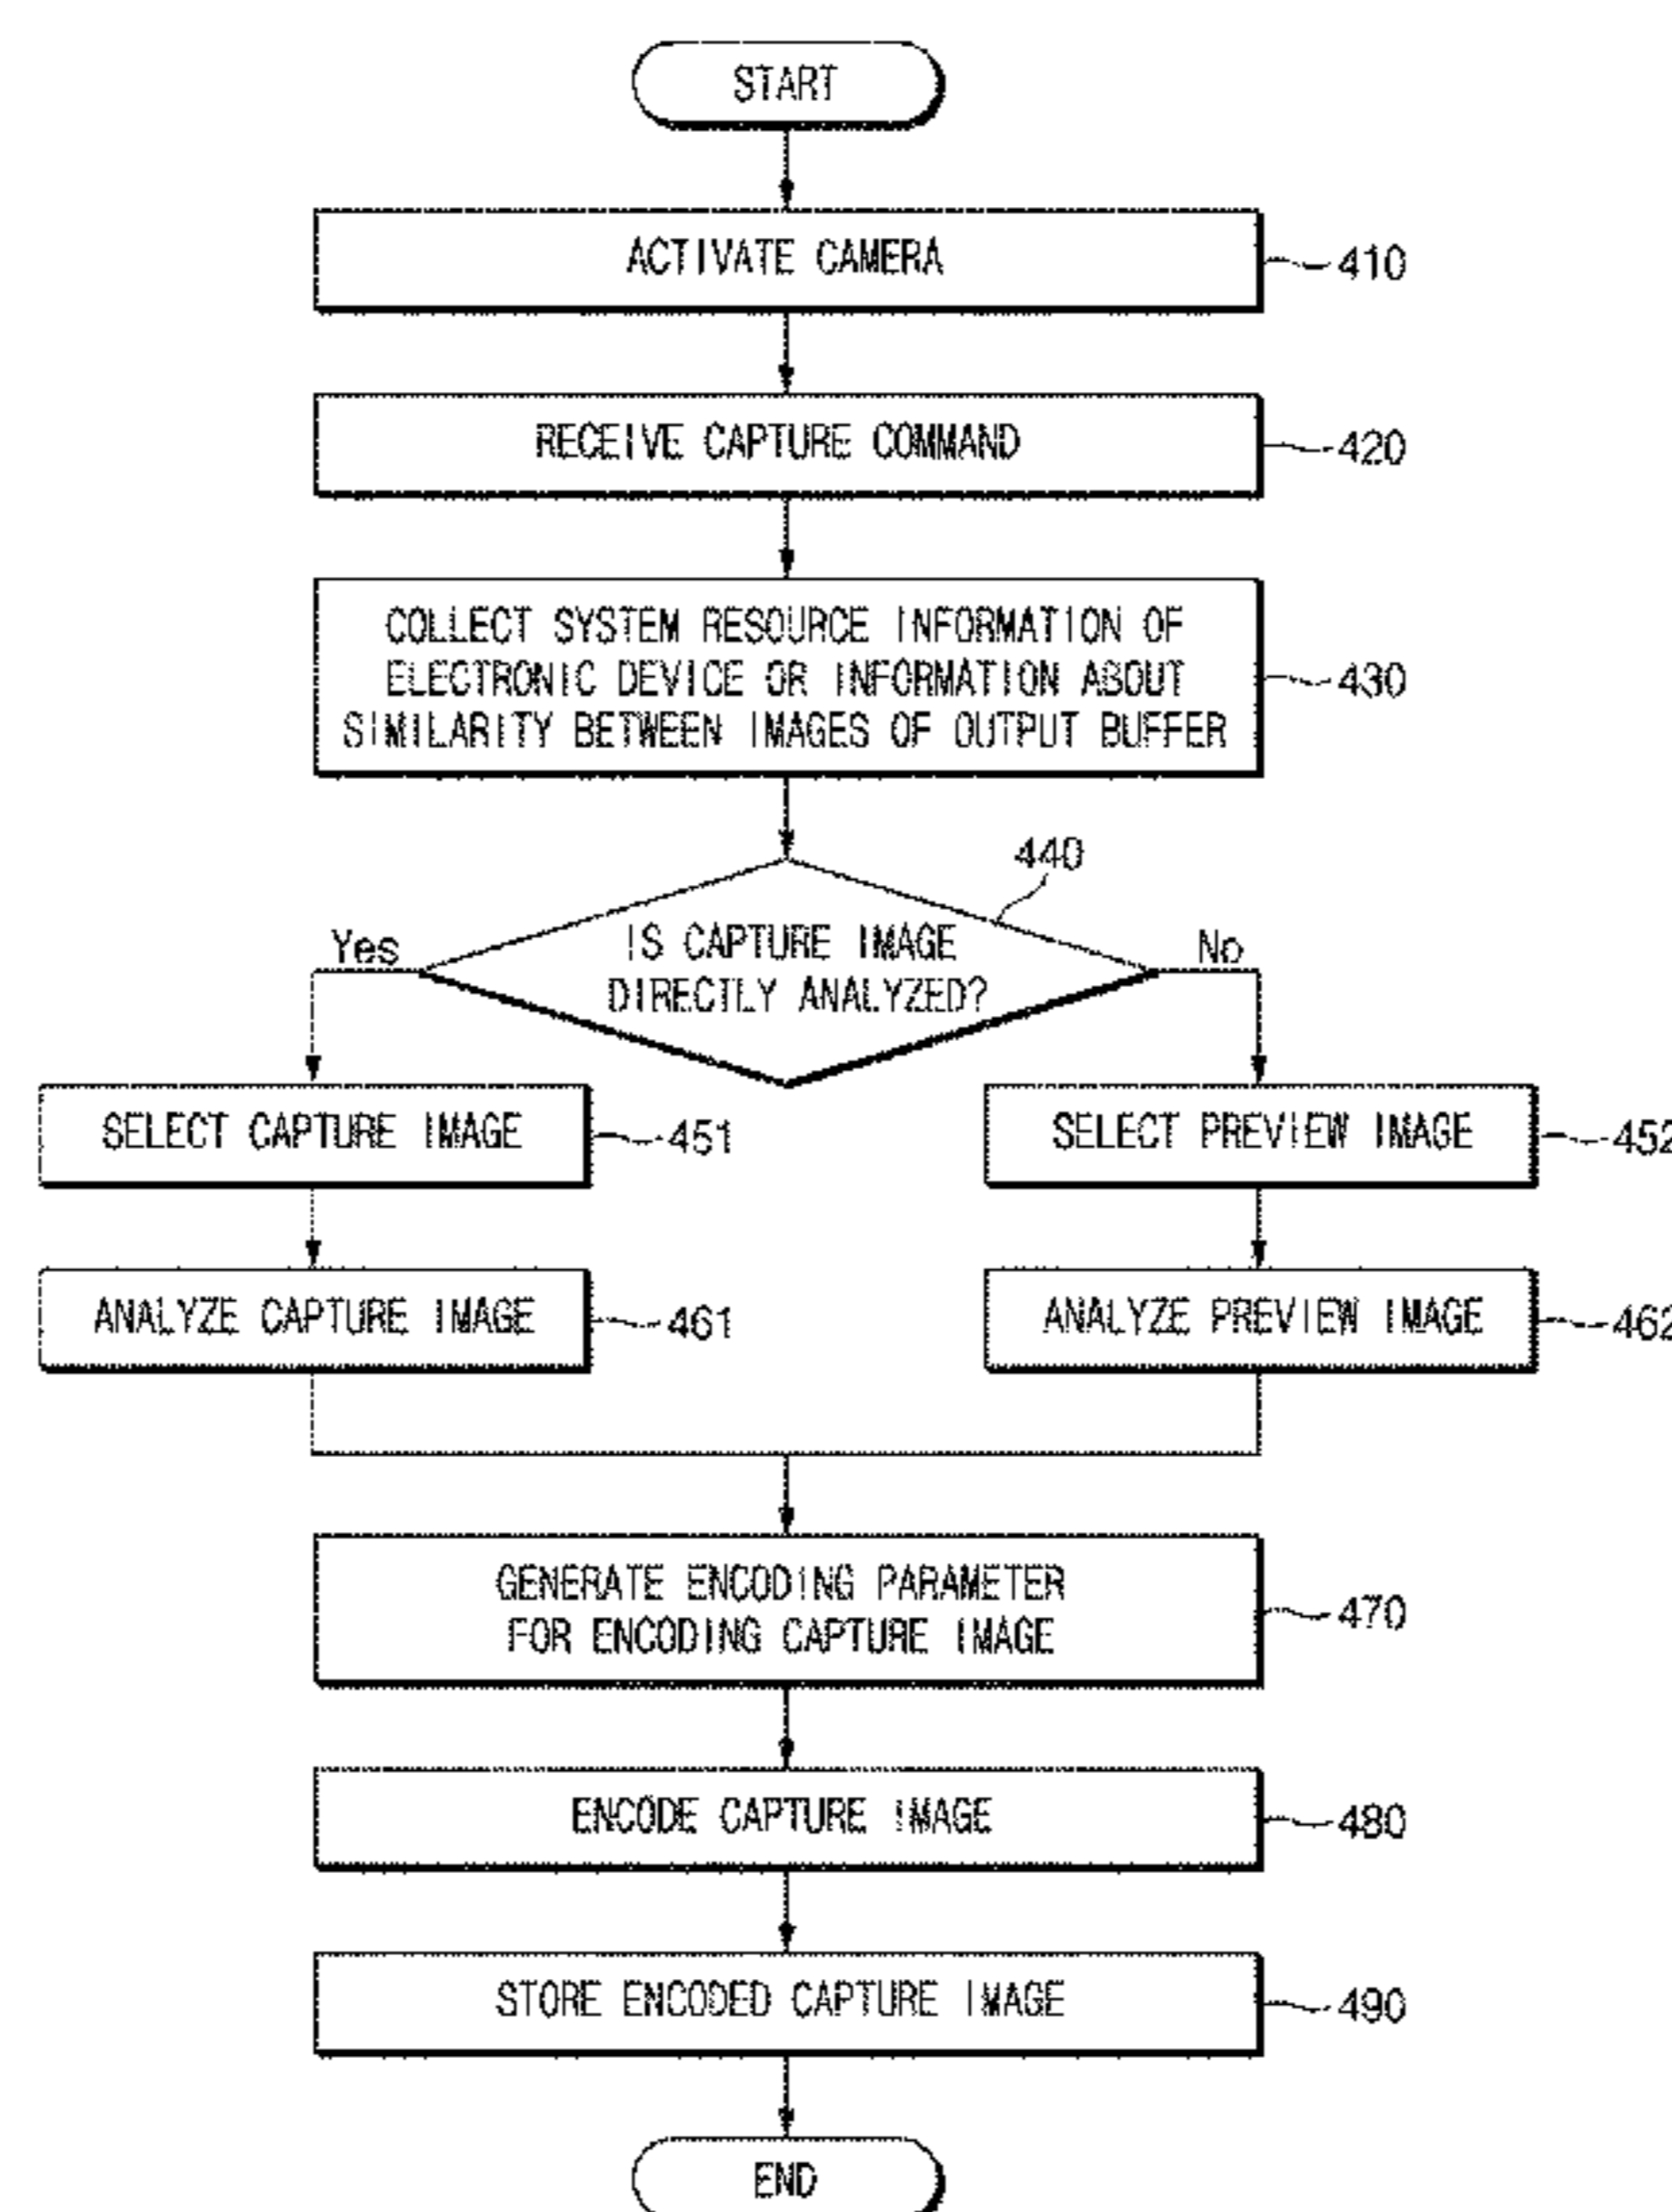 START
ACTIVATE CAMERA
410
RECEIVE CAPTURE COMMAND
420
COLLECT SYSTEM RESOURCE INFORMATION OF
ELECTRONIC DEVICE OR INFORMATION ABOUT
SIMILARITY BETWEEN IMAGES OF OUTPUT BUFFER
430
440
IS CAPTURE IMAGE
DIRECTLY ANALYZED?
Yes
No
SELECT CAPTURE IMAGE
451
SELECT PREVIEW IMAGE
452
ANALYZE CAPTURE IMAGE
461
ANALYZE PREVIEW IMAGE
462
GENERATE ENCODING PARAMETER
FOR ENCODING CAPTURE IMAGE
470
ENCODE CAPTURE IMAGE
480
STORE ENCODED CAPTURE IMAGE
490
END